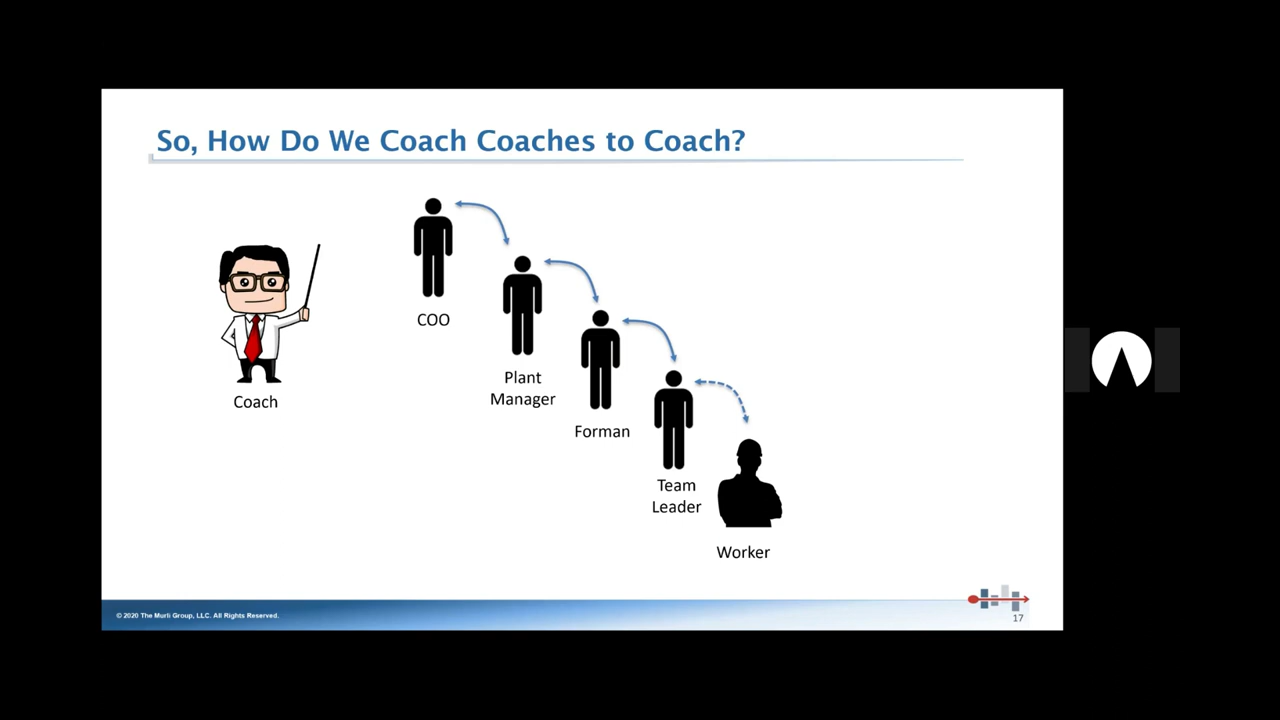 So, How Do We Coach Coaches to Coach?
COO
Coach
Plant
Manager
Forman
Team
Leader
Worker
© 2020 The Murli Group, LLC. All Rights Reserved.
17